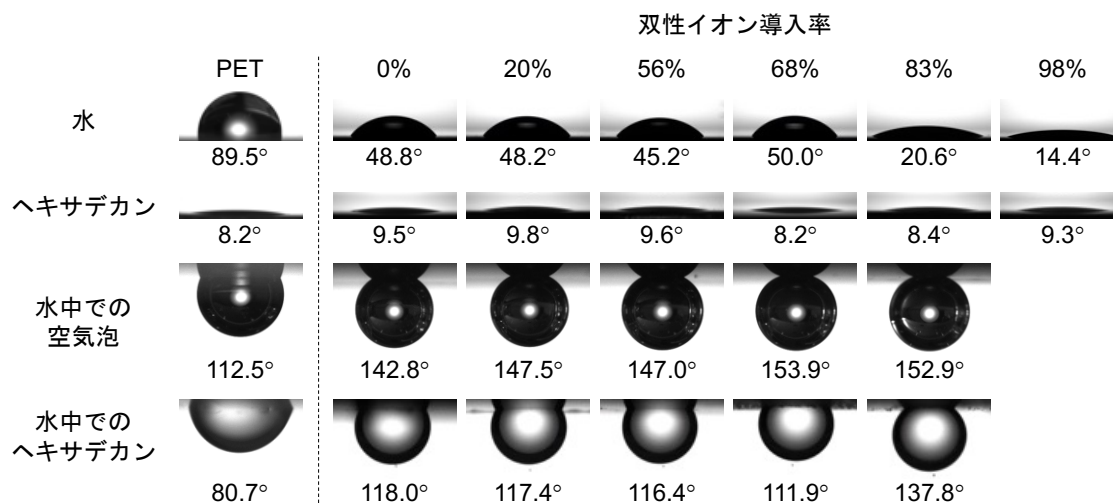 双性イオン導入率
PET 0% 20% 56% 68% 83% 98%
水
89.5° 48.8° 48.2° 45.2° 50.0° 20.6° 14.4°
ヘキサデカン
8.2° 9.5° 9.8° 9.6° 8.2° 8.4° 9.3°
水中での
空気泡
112.5° 142.8° 147.5° 147.0° 153.9° 152.9°
水中での
ヘキサデカン
80.7° 118.0° 117.4° 116.4° 111.9° 137.8°